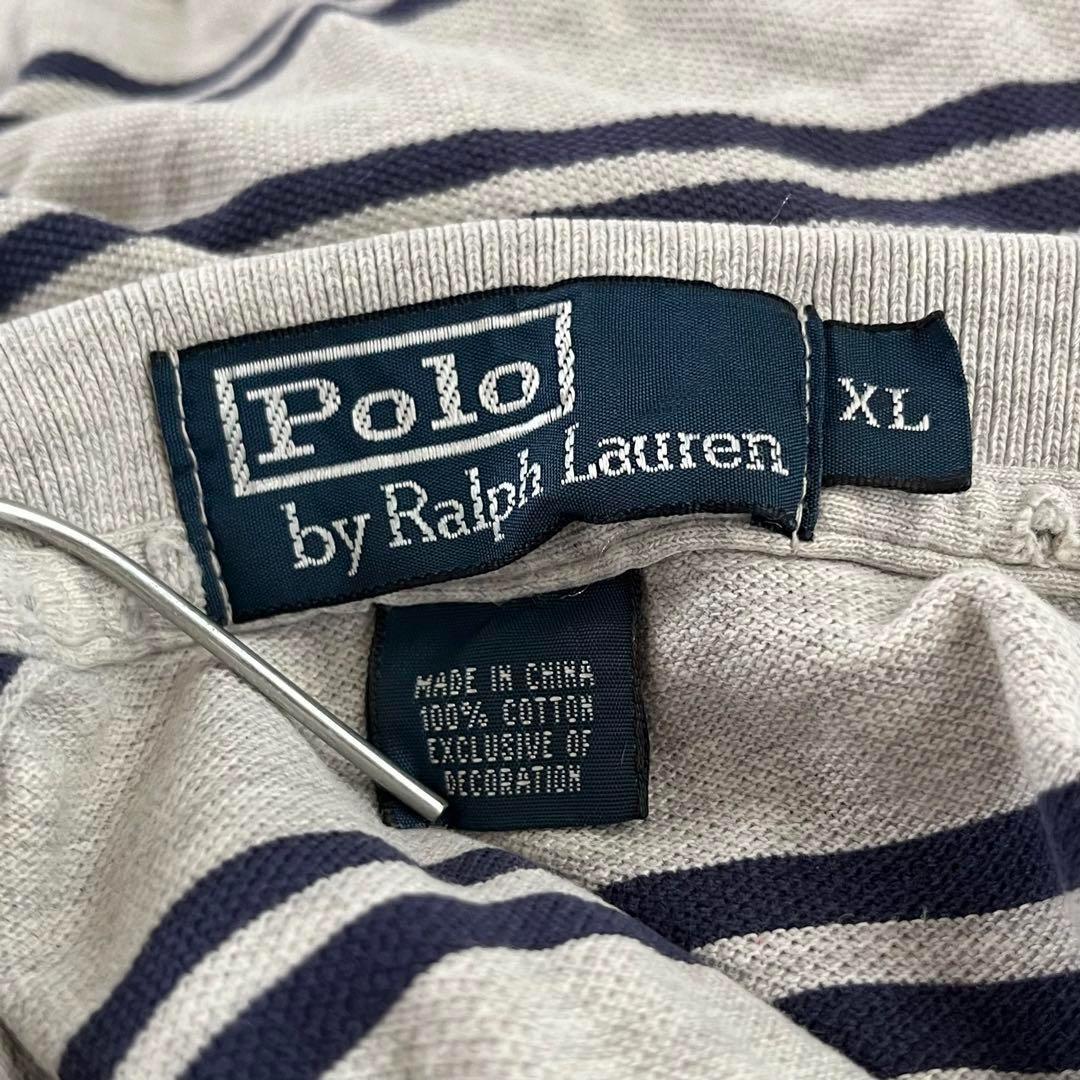 Polo
by Ralph Lauren
XL
MADE IN CHINA
100% COTTON
EXCLUSIVE OF
DECORATION